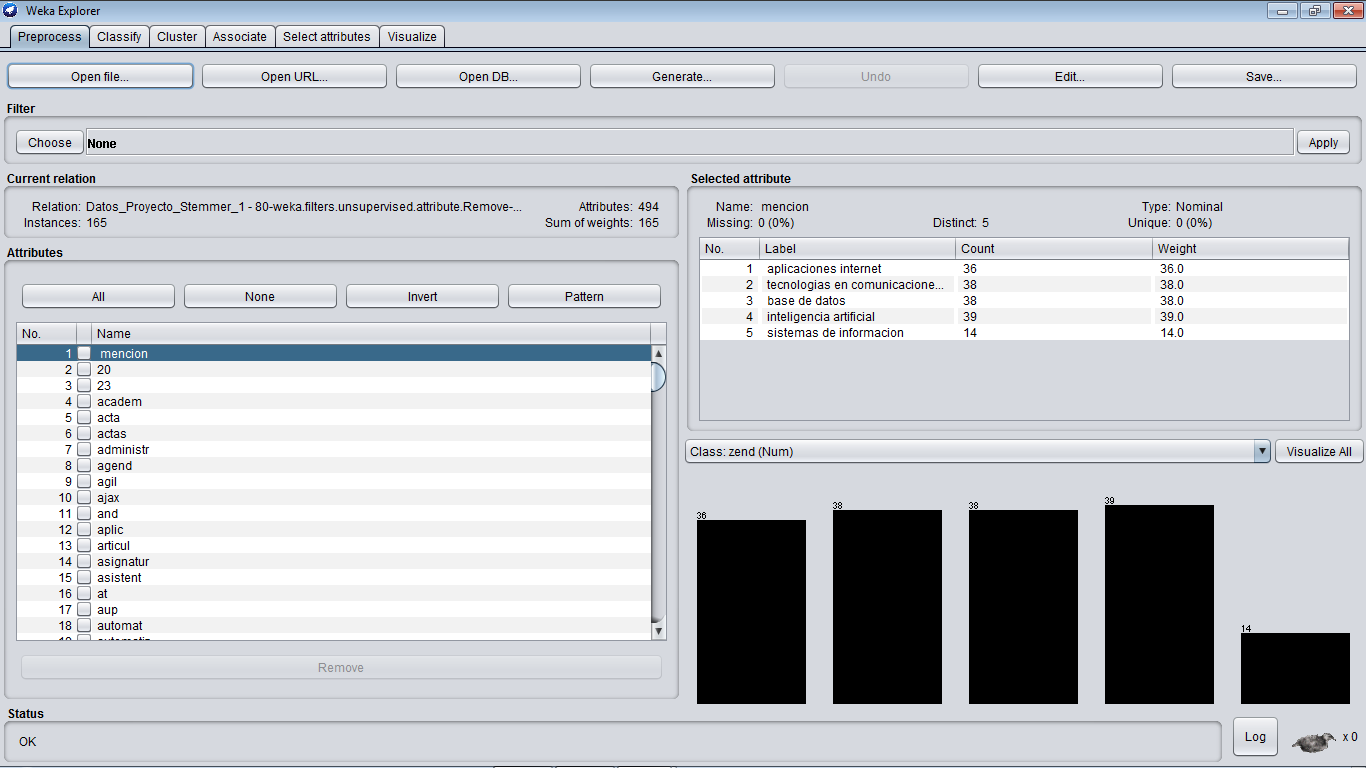 Weka Explorer
Preprocess Classify Cluster Associate Select attributes Visualize
Open file... Open URL... Open DB... Generate... Undo Edit... Save...
Filter
Choose None Apply
Current relation
Relation: Datos_Proyecto_Stemmer_1 - 80-weka.filters.unsupervised.attribute.Remove-... Attributes: 494
Instances: 165 Sum of weights: 165
Attributes
All None Invert Pattern
No. Name
1 mencion
2 20
3 23
4 academ
5 acta
6 actas
7 administr
8 agend
9 agil
10 ajax
11 and
12 aplic
13 articul
14 asignatur
15 asistent
16 at
17 aup
18 automat
Remove
Selected attribute
Name: mencion Type: Nominal
Missing: 0 (0%) Distinct: 5 Unique: 0 (0%)
No. Label Count Weight
1 aplicaciones internet 36 36.0
2 tecnologias en comunicacione... 38 38.0
3 base de datos 38 38.0
4 inteligencia artificial 39 39.0
5 sistemas de informacion 14 14.0
Class: zend (Num) Visualize All
36 38 38 39 14
Status
OK Log x 0